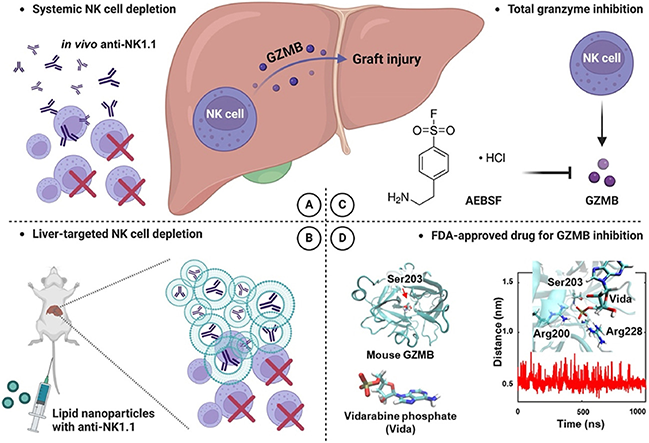 • Systemic NK cell depletion
in vivo anti-NK1.1
GZMB
Graft injury
NK cell
A
C
• Total granzyme inhibition
NK cell
F
O=S=O
• HCl
H₂N
AEBSF
GZMB
B
D
• Liver-targeted NK cell depletion
Lipid nanoparticles
with anti-NK1.1
• FDA-approved drug for GZMB inhibition
Ser203
Mouse GZMB
Vidarabine phosphate
(Vida)
Distance (nm)
1.5
1.0
0.5
Ser203
Vida
Arg200
Arg228
0
500
1000
Time (ns)